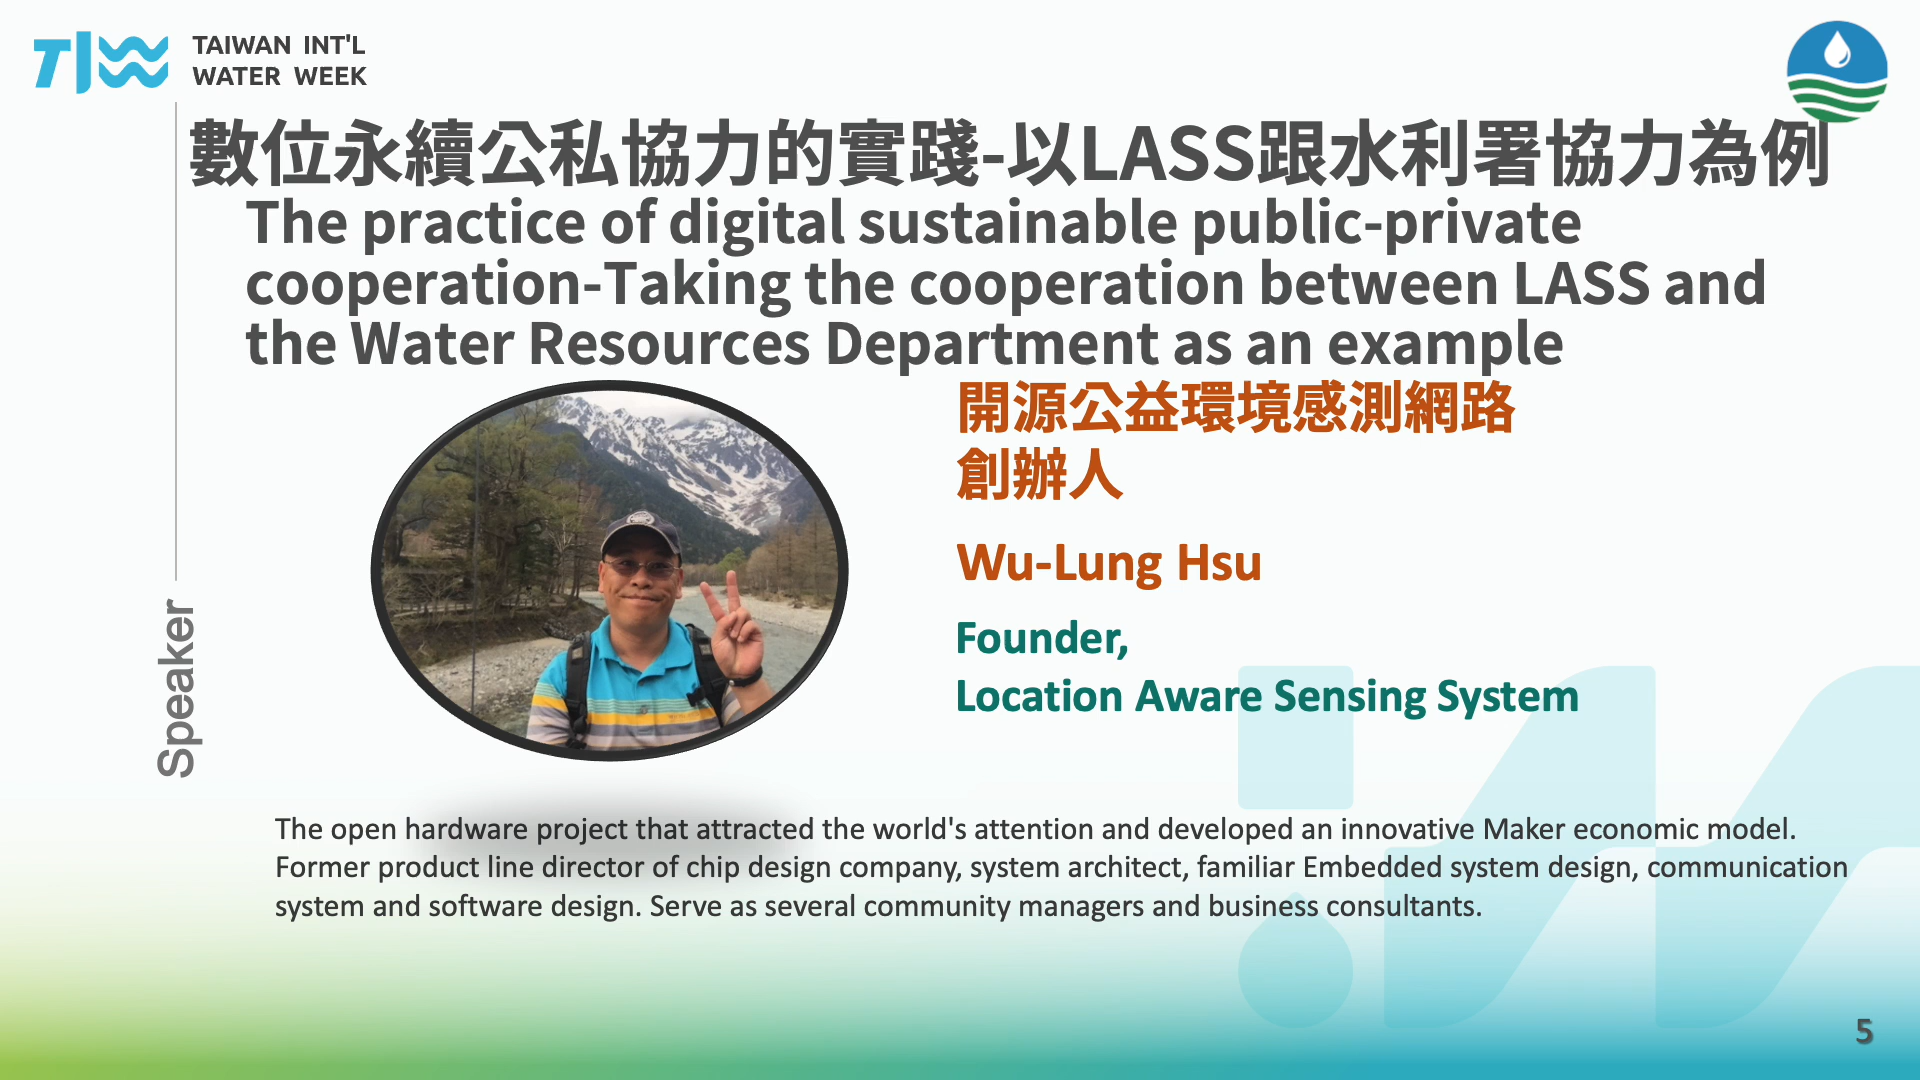 TAIWAN INT'L
WATER WEEK
數位永續公私協力的實踐-以LASS跟水利署協力為例
The practice of digital sustainable public-private
cooperation-Taking the cooperation between LASS and
the Water Resources Department as an example
開源公益環境感測網路
創辦人
Wu-Lung Hsu
Founder,
Location Aware Sensing System
Speaker
The open hardware project that attracted the world's attention and developed an innovative Maker economic model.
Former product line director of chip design company, system architect, familiar Embedded system design, communication
system and software design. Serve as several community managers and business consultants.
5